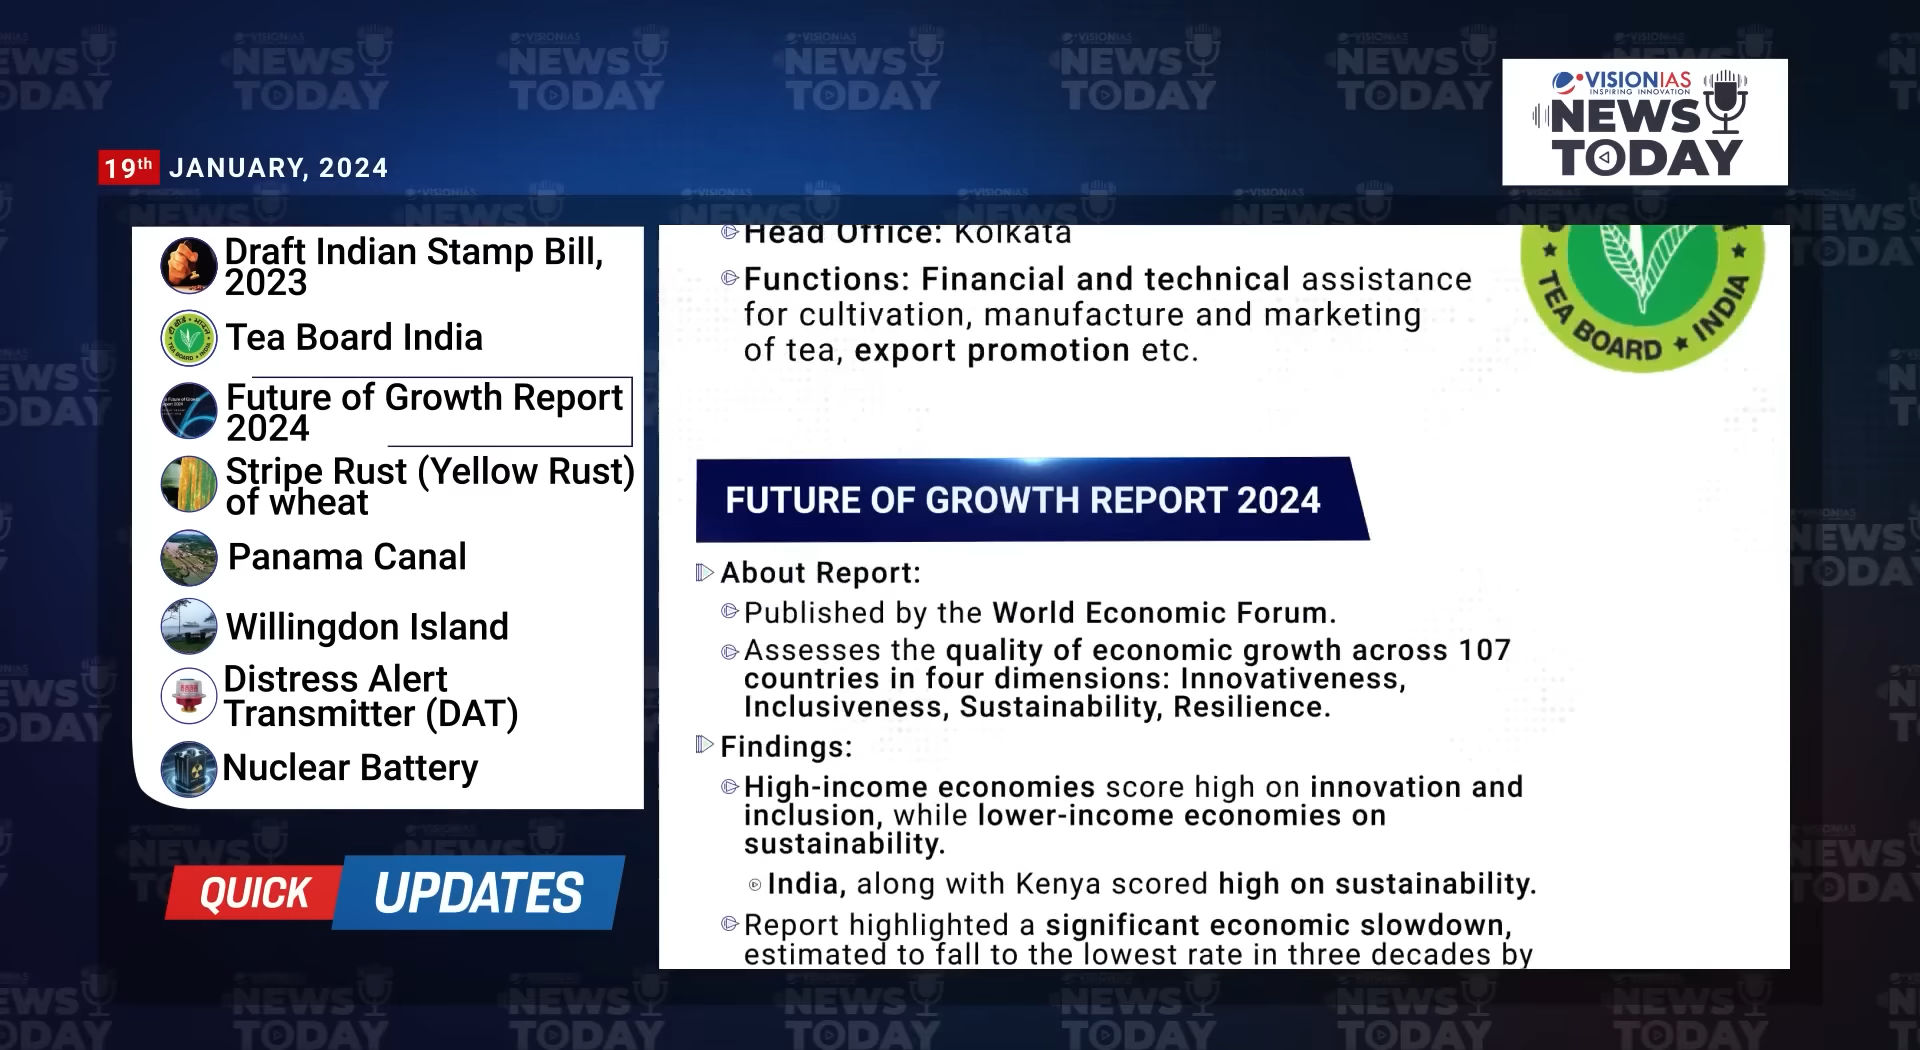 VISIONIAS
INSPIRING INNOVATION
NEWS
TODAY
19th JANUARY, 2024
Draft Indian Stamp Bill,
2023
Tea Board India
Future of Growth Report
2024
Stripe Rust (Yellow Rust)
of wheat
Panama Canal
Willingdon Island
Distress Alert
Transmitter (DAT)
Nuclear Battery
QUICK UPDATES
Head Office: Kolkata
Functions: Financial and technical assistance
for cultivation, manufacture and marketing
of tea, export promotion etc.
TEA BOARD ★ INDIA
FUTURE OF GROWTH REPORT 2024
About Report:
Published by the World Economic Forum.
Assesses the quality of economic growth across 107
countries in four dimensions: Innovativeness,
Inclusiveness, Sustainability, Resilience.
Findings:
High-income economies score high on innovation and
inclusion, while lower-income economies on
sustainability.
India, along with Kenya scored high on sustainability.
Report highlighted a significant economic slowdown,
estimated to fall to the lowest rate in three decades by